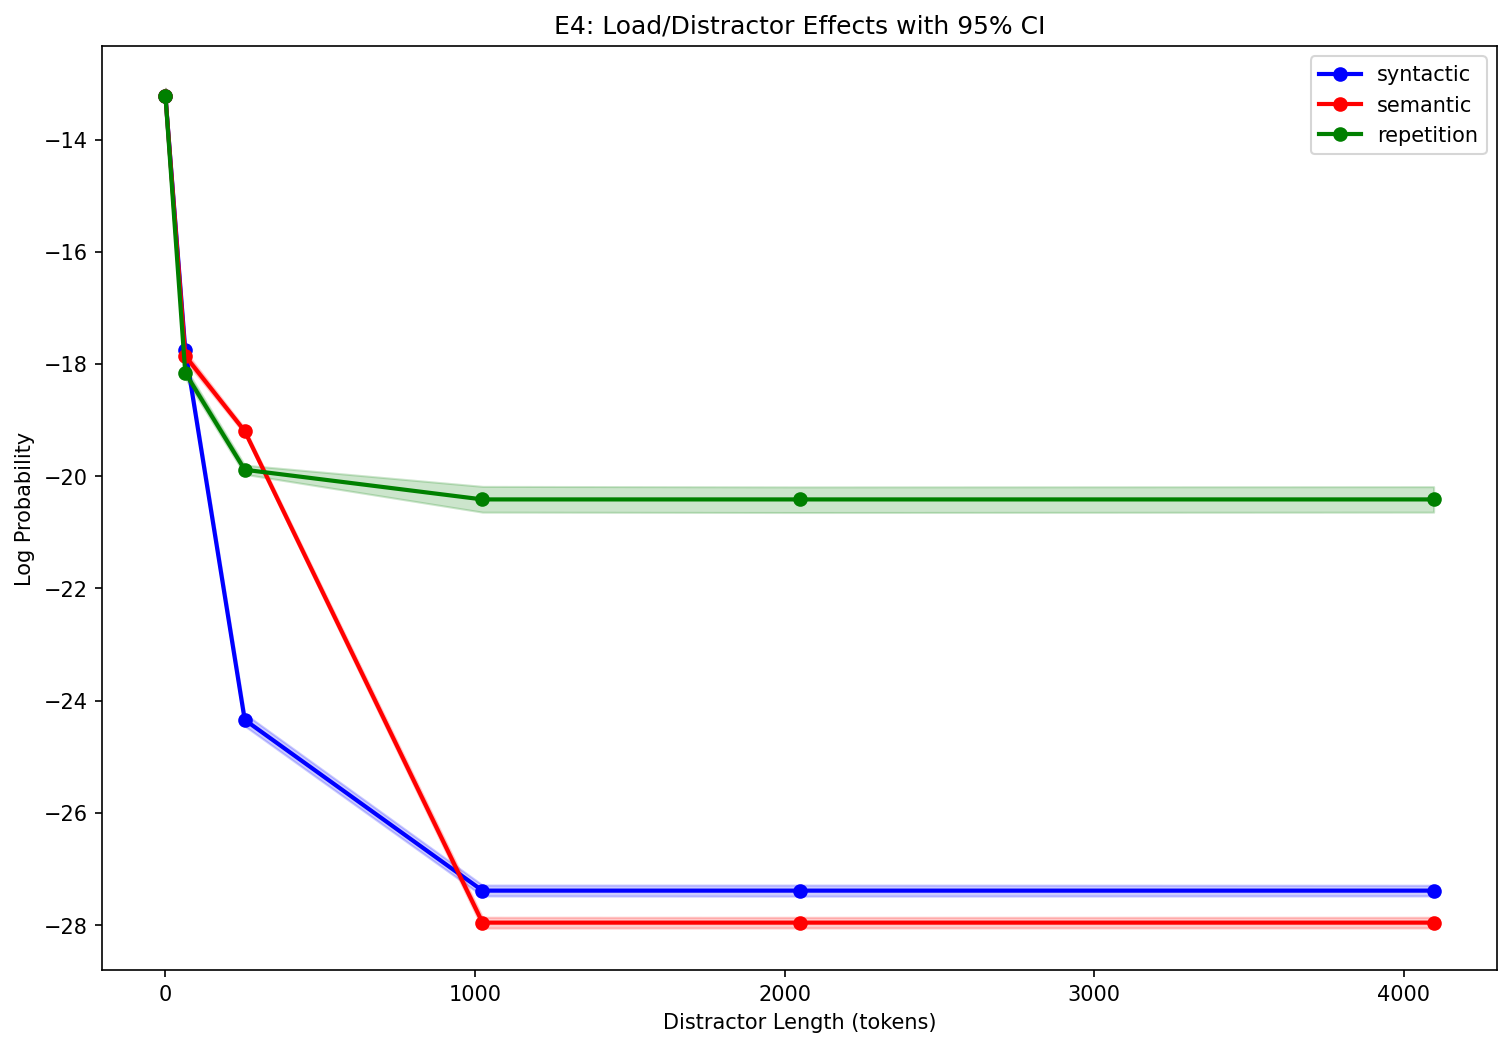 E4: Load/Distractor Effects with 95% CI
syntactic
semantic
repetition
−14
−16
−18
−20
−22
−24
−26
−28
Log Probability
0 1000 2000 3000 4000
Distractor Length (tokens)